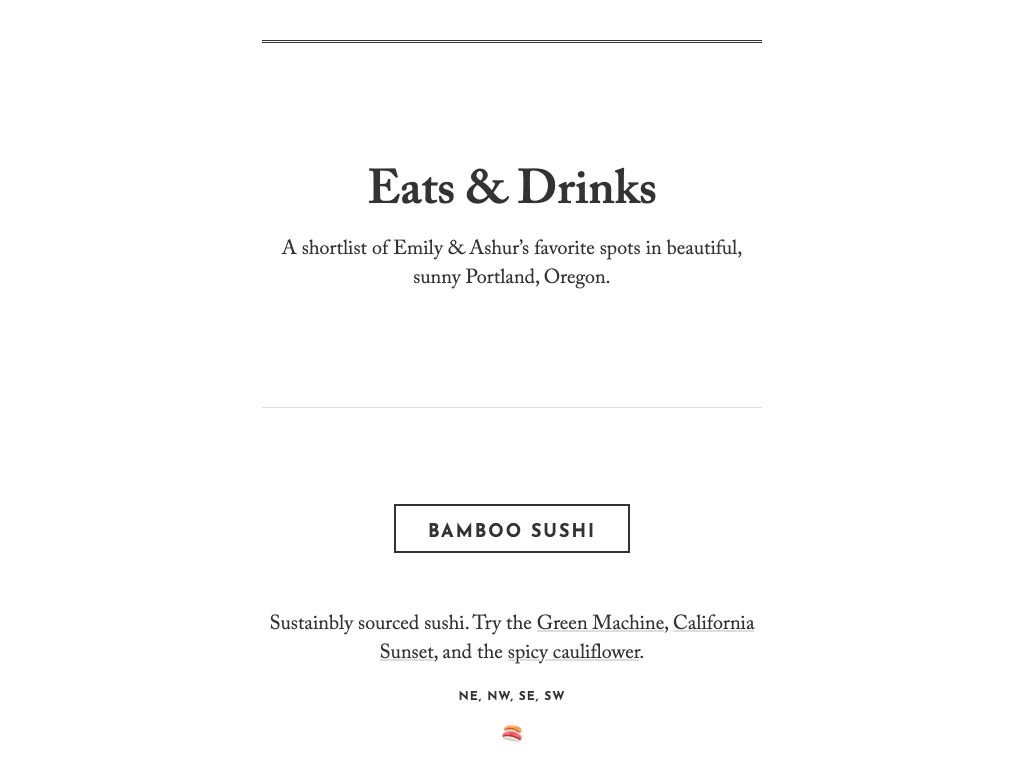 Eats & Drinks
A shortlist of Emily & Ashur’s favorite spots in beautiful,
sunny Portland, Oregon.
BAMBOO SUSHI
Sustainbly sourced sushi. Try the Green Machine, California
Sunset, and the spicy cauliflower.
NE, NW, SE, SW